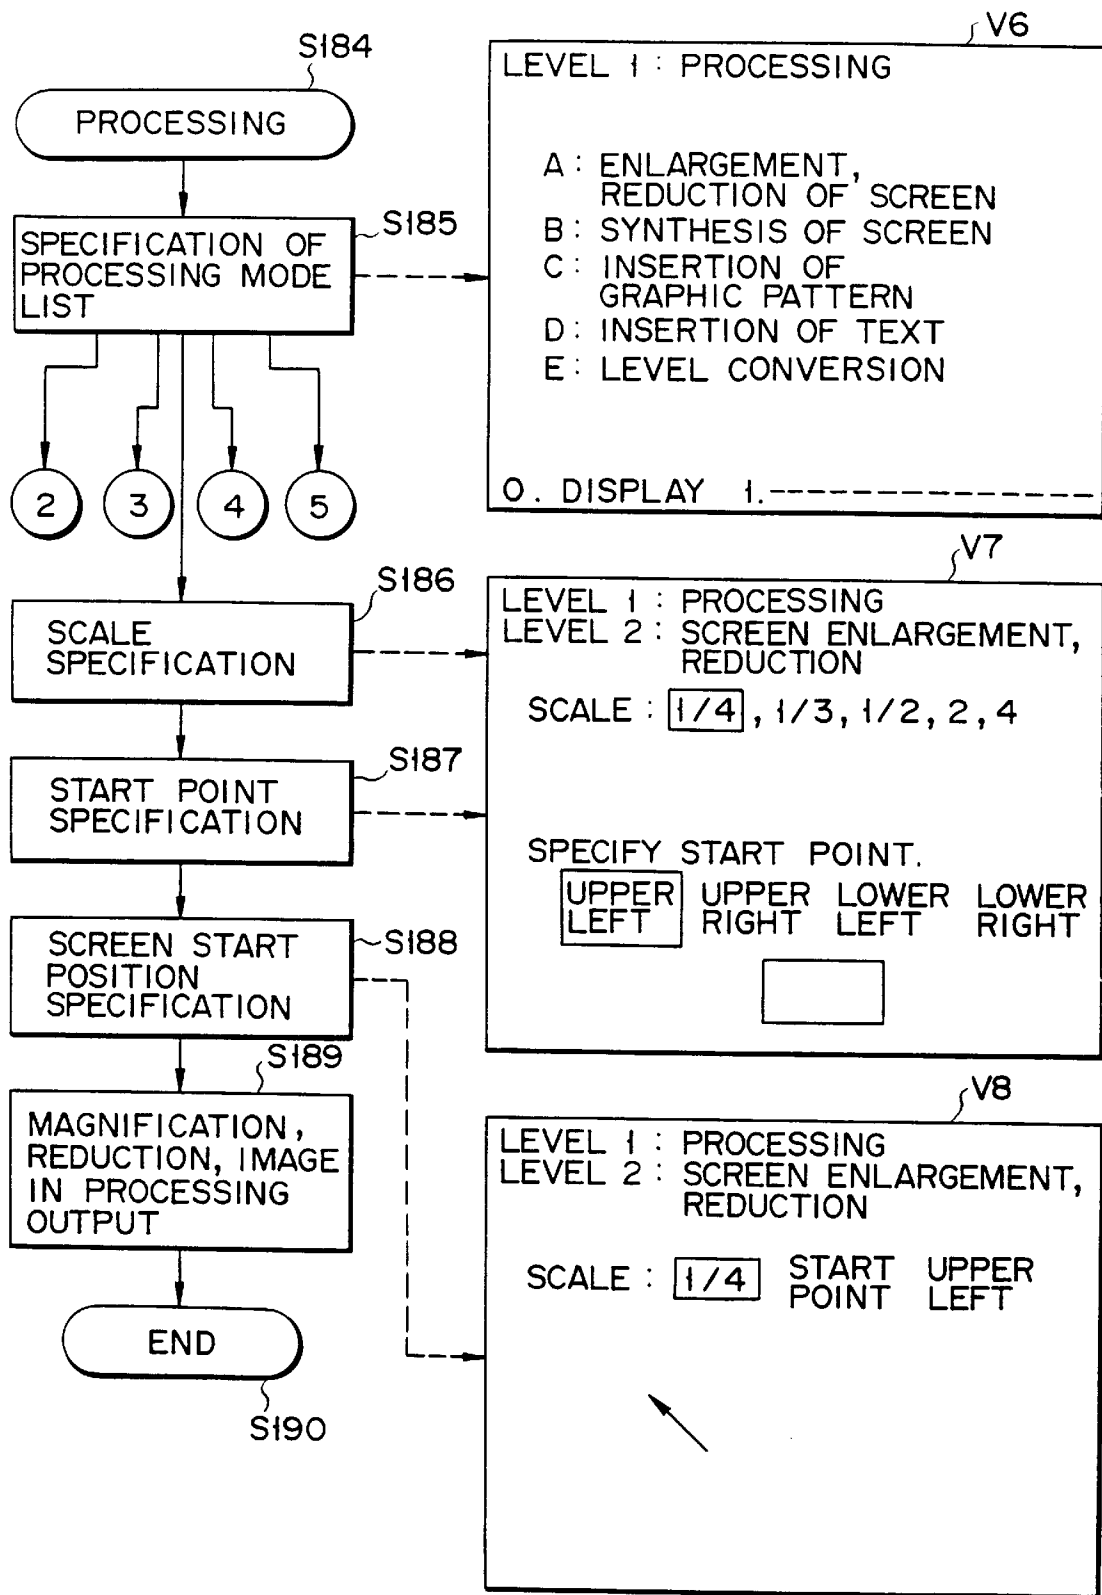 S184
PROCESSING
S185
SPECIFICATION OF
PROCESSING MODE
LIST
2 3 4 5
S186
SCALE
SPECIFICATION
S187
START POINT
SPECIFICATION
S188
SCREEN START
POSITION
SPECIFICATION
S189
MAGNIFICATION,
REDUCTION, IMAGE
IN PROCESSING
OUTPUT
END
S190
V6
LEVEL 1 : PROCESSING
A : ENLARGEMENT,
REDUCTION OF SCREEN
B : SYNTHESIS OF SCREEN
C : INSERTION OF
GRAPHIC PATTERN
D : INSERTION OF TEXT
E : LEVEL CONVERSION
0. DISPLAY 1.---------------
V7
LEVEL 1 : PROCESSING
LEVEL 2 : SCREEN ENLARGEMENT,
REDUCTION
SCALE : 1/4, 1/3, 1/2, 2, 4
SPECIFY START POINT.
UPPER UPPER LOWER LOWER
LEFT RIGHT LEFT RIGHT
V8
LEVEL 1 : PROCESSING
LEVEL 2 : SCREEN ENLARGEMENT,
REDUCTION
SCALE : 1/4 START UPPER
POINT LEFT